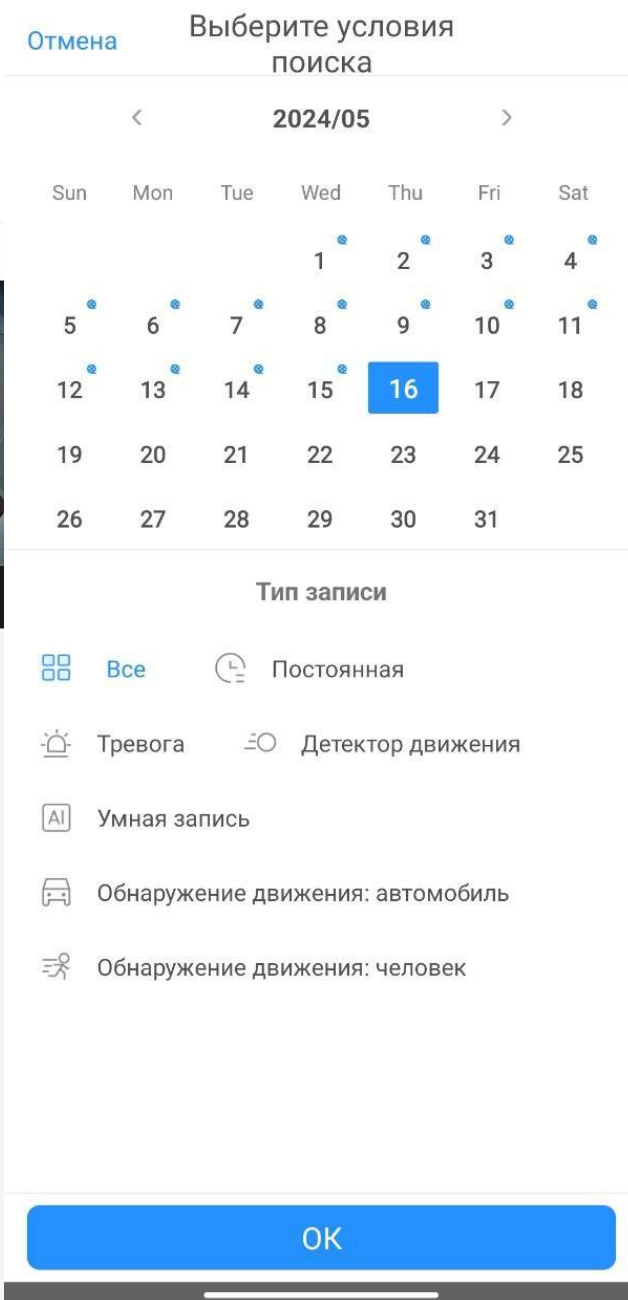 Отмена
Выберите условия
поиска
2024/05
Sun Mon Tue Wed Thu Fri Sat
1 2 3 4
5 6 7 8 9 10 11
12 13 14 15 16 17 18
19 20 21 22 23 24 25
26 27 28 29 30 31
Тип записи
Все Постоянная
Тревога Детектор движения
AI Умная запись
Обнаружение движения: автомобиль
Обнаружение движения: человек
ОК